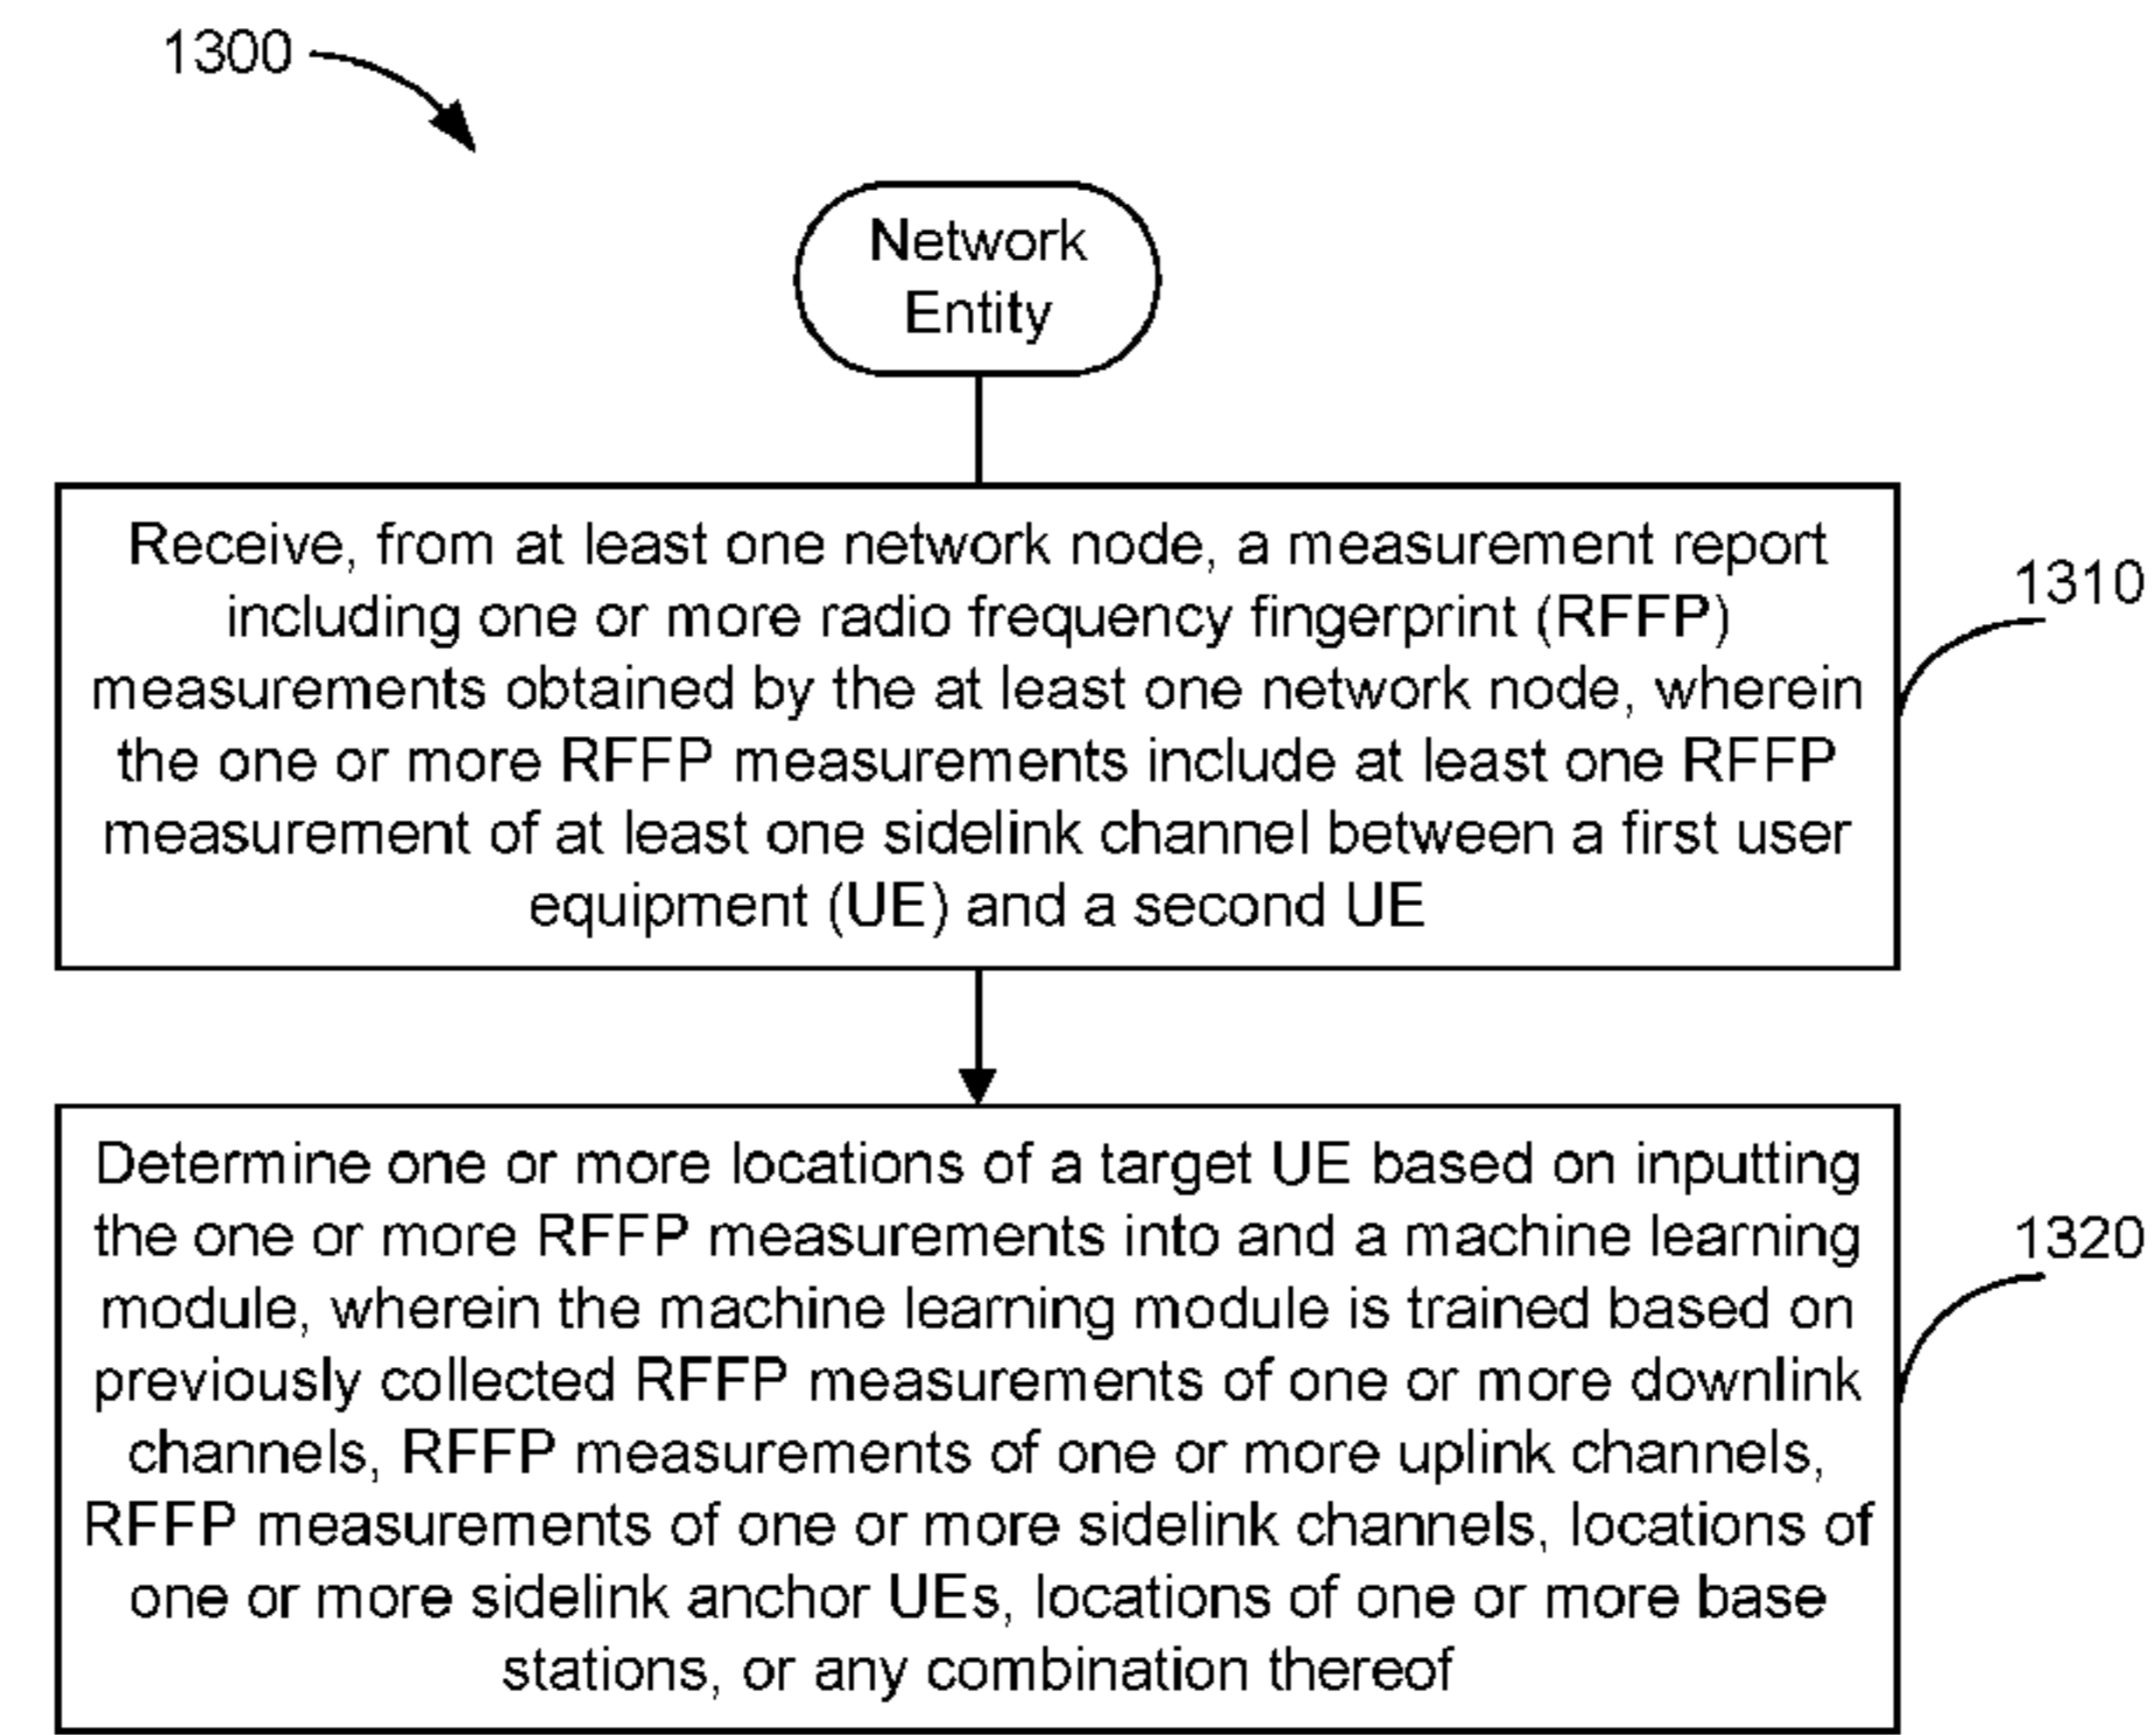 1300
Network
Entity
Receive, from at least one network node, a measurement report
including one or more radio frequency fingerprint (RFFP)
measurements obtained by the at least one network node, wherein
the one or more RFFP measurements include at least one RFFP
measurement of at least one sidelink channel between a first user
equipment (UE) and a second UE
1310
Determine one or more locations of a target UE based on inputting
the one or more RFFP measurements into and a machine learning
module, wherein the machine learning module is trained based on
previously collected RFFP measurements of one or more downlink
channels, RFFP measurements of one or more uplink channels,
RFFP measurements of one or more sidelink channels, locations of
one or more sidelink anchor UEs, locations of one or more base
stations, or any combination thereof
1320